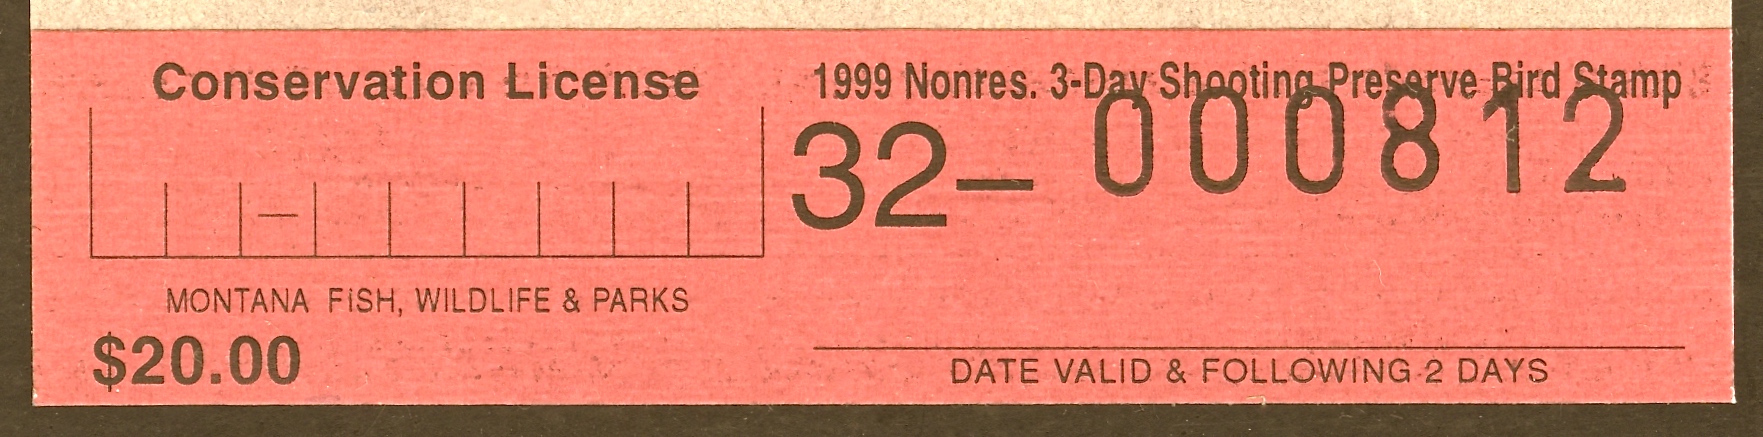 Conservation License
1999 Nonres. 3-Day Shooting Preserve Bird Stamp
32– 000812
–
MONTANA FISH, WILDLIFE & PARKS
$20.00
DATE VALID & FOLLOWING 2 DAYS